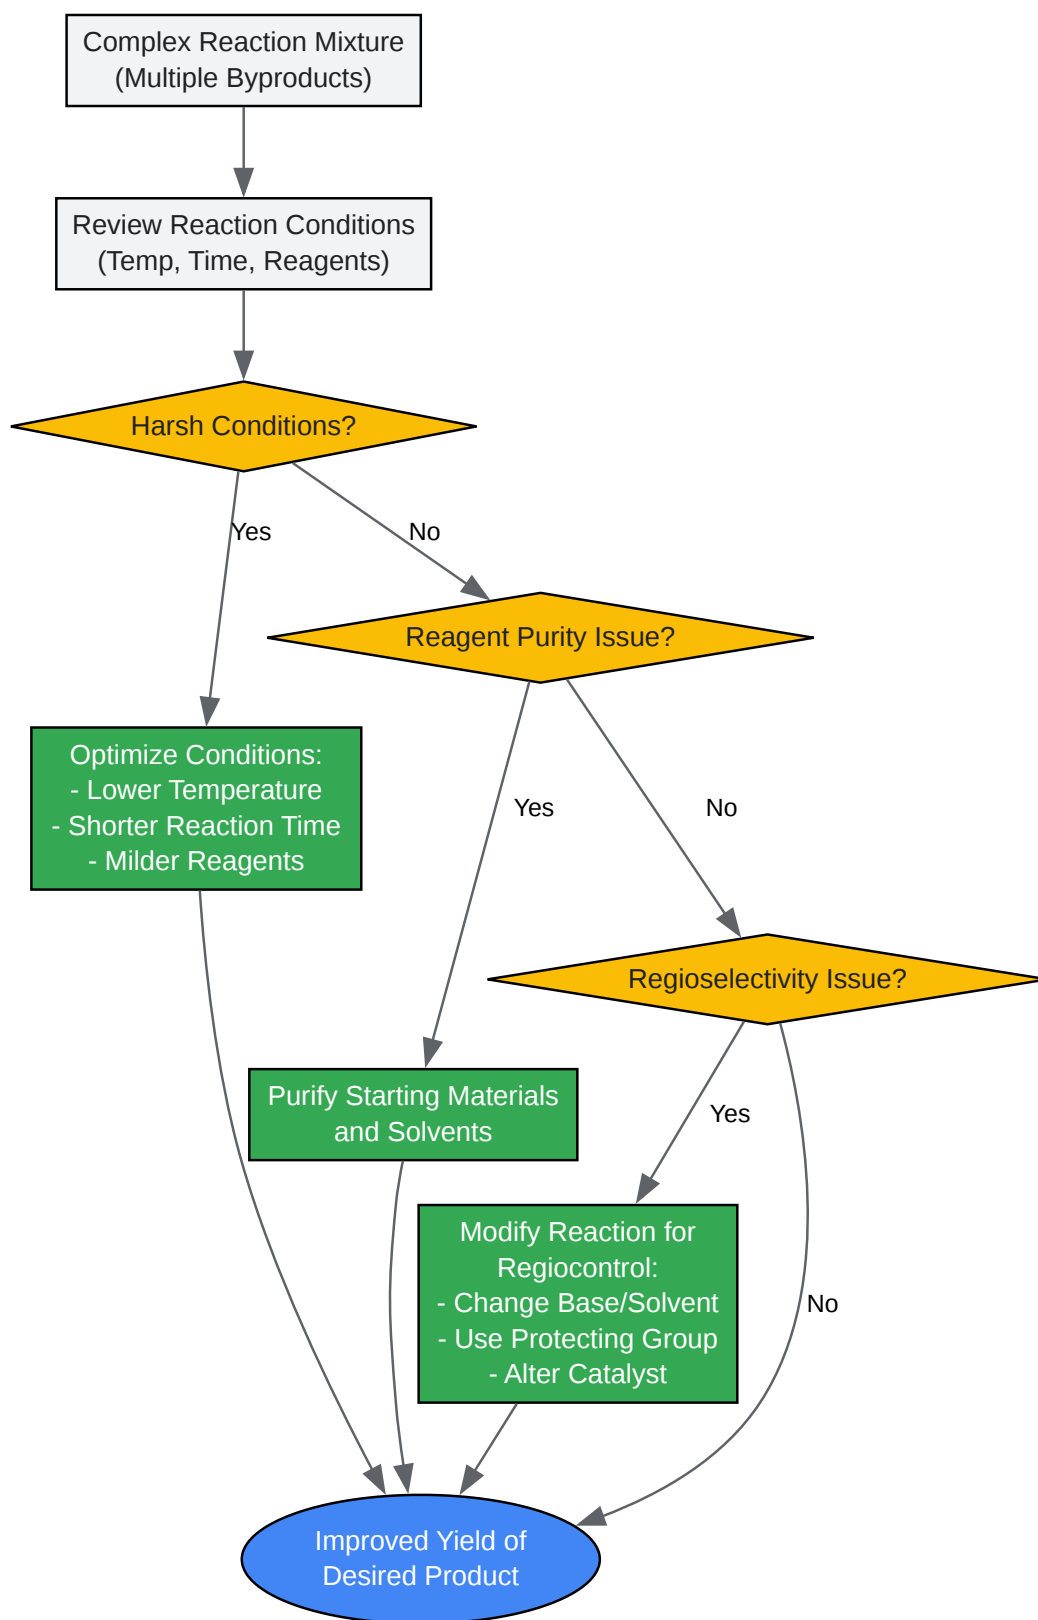 Complex Reaction Mixture
(Multiple Byproducts)
Review Reaction Conditions
(Temp, Time, Reagents)
Harsh Conditions?
Yes
No
Reagent Purity Issue?
Optimize Conditions:
- Lower Temperature
- Shorter Reaction Time
- Milder Reagents
Yes
No
Regioselectivity Issue?
Purify Starting Materials
and Solvents
Yes
Modify Reaction for
Regiocontrol:
- Change Base/Solvent
- Use Protecting Group
- Alter Catalyst
No
Improved Yield of
Desired Product